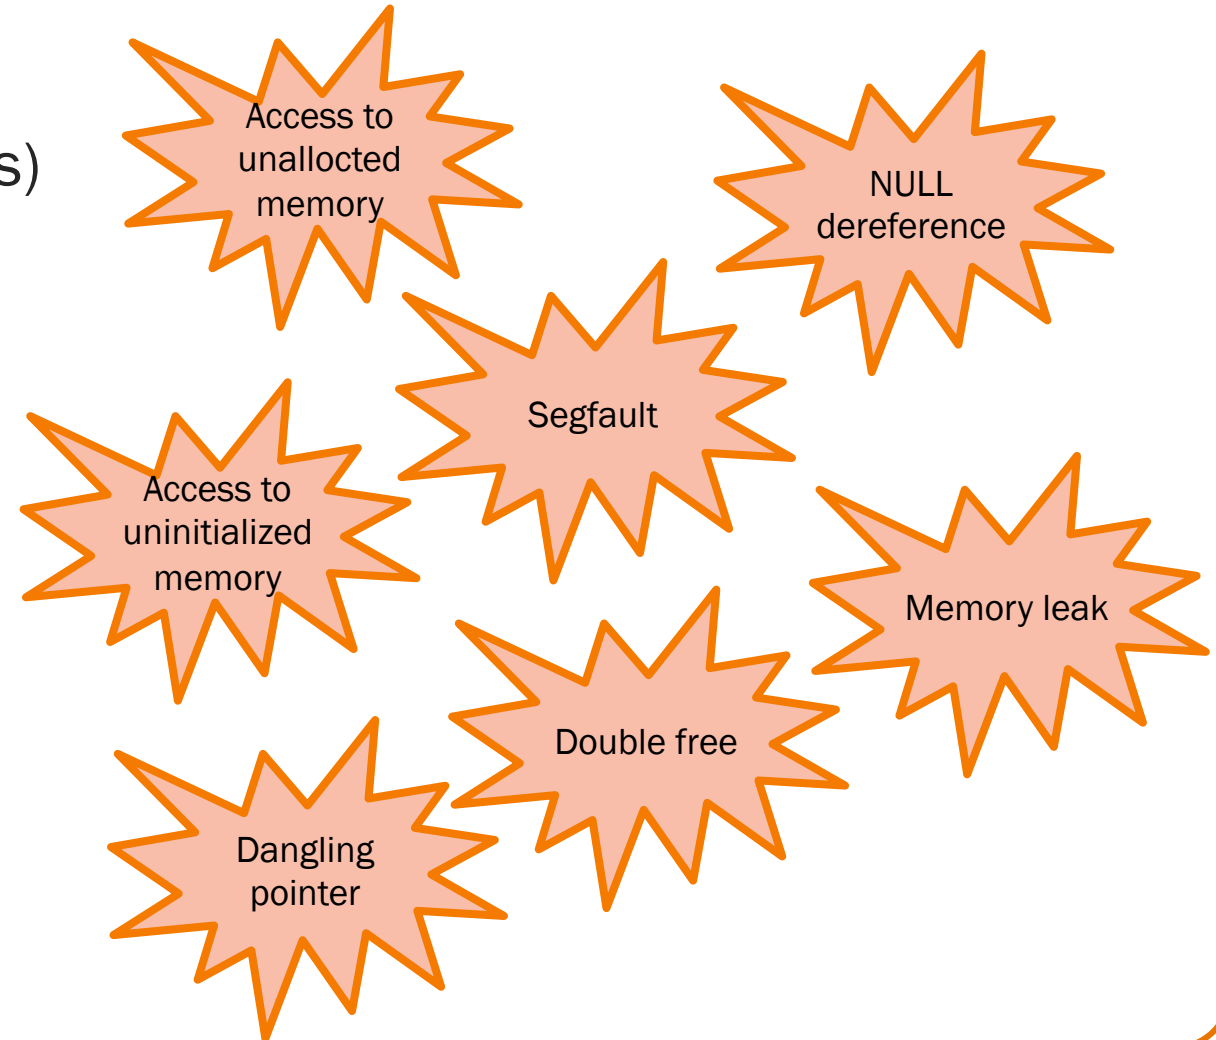 s)
Access to
unallocted
memory
NULL
dereference
Segfault
Access to
uninitialized
memory
Memory leak
Double free
Dangling
pointer